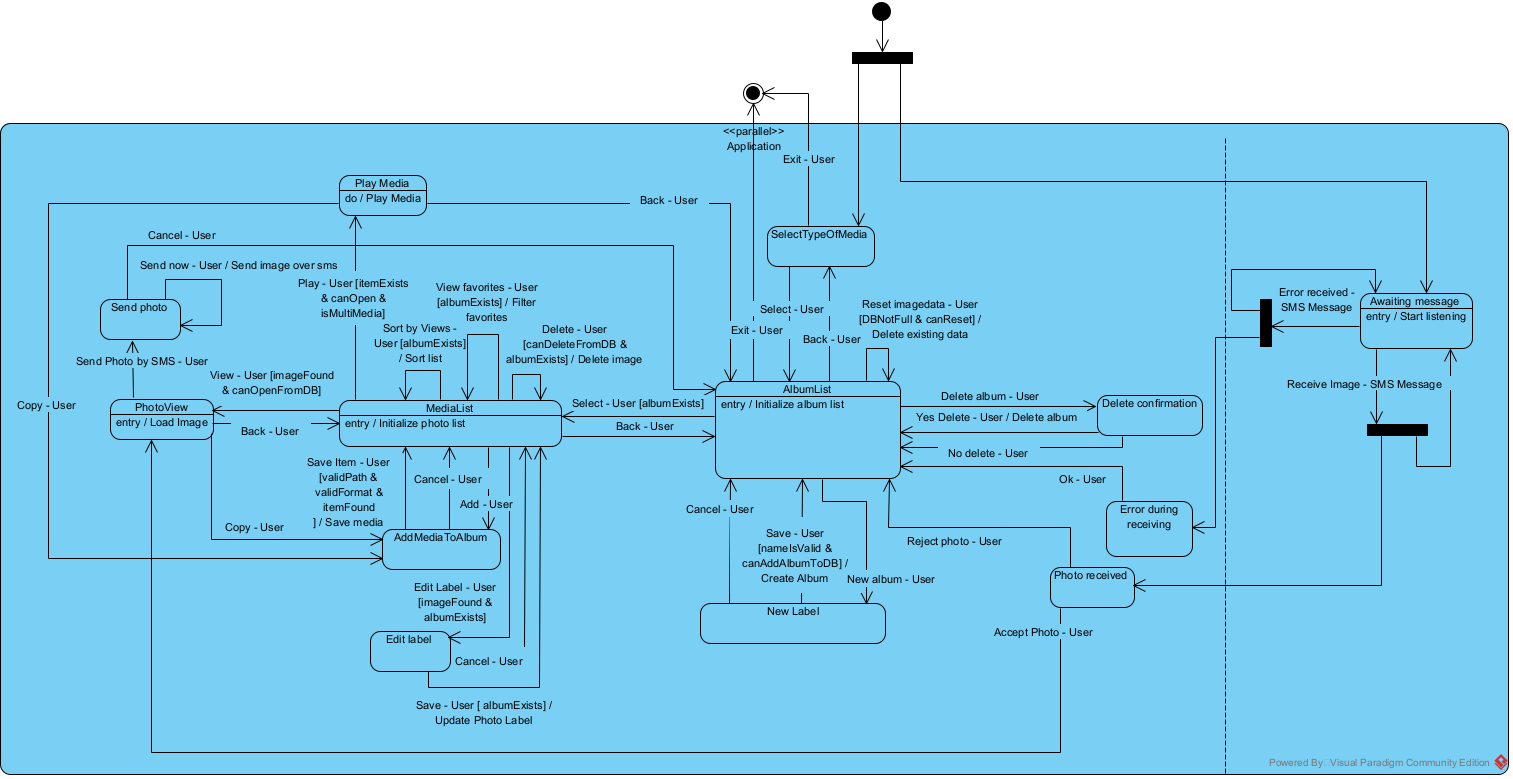 <<parallel>>
Application
Exit - User
Play Media
do / Play Media
Back - User
Cancel - User
SelectTypeOfMedia
Send now - User / Send image over sms
Send photo
Play - User [itemExists
& canOpen &
isMultiMedia]
View favorites - User
[albumExists] / Filter
favorites
Sort by Views -
User [albumExists]
/ Sort list
Delete - User
[canDeleteFromDB &
albumExists] / Delete image
Select - User
Exit - User
Back - User
Reset imagedata - User
[DBNotFull & canReset] /
Delete existing data
Error received -
SMS Message
Awaiting message
entry / Start listening
Send Photo by SMS - User
View - User [imageFound
& canOpenFromDB]
Copy - User
PhotoView
entry / Load Image
Back - User
MediaList
entry / Initialize photo list
Select - User [albumExists]
Back - User
AlbumList
entry / Initialize album list
Delete album - User
Yes Delete - User / Delete album
No delete - User
Delete confirmation
Receive Image - SMS Message
Ok - User
Save Item - User
[validPath &
validFormat &
itemFound
] / Save media
Cancel - User
Add - User
Copy - User
AddMediaToAlbum
Cancel - User
Save - User
[nameIsValid &
canAddAlbumToDB] /
Create Album
New album - User
Error during
receiving
Reject photo - User
Photo received
Edit Label - User
[imageFound &
albumExists]
New Label
Edit label
Cancel - User
Accept Photo - User
Save - User [ albumExists] /
Update Photo Label
Powered By Visual Paradigm Community Edition